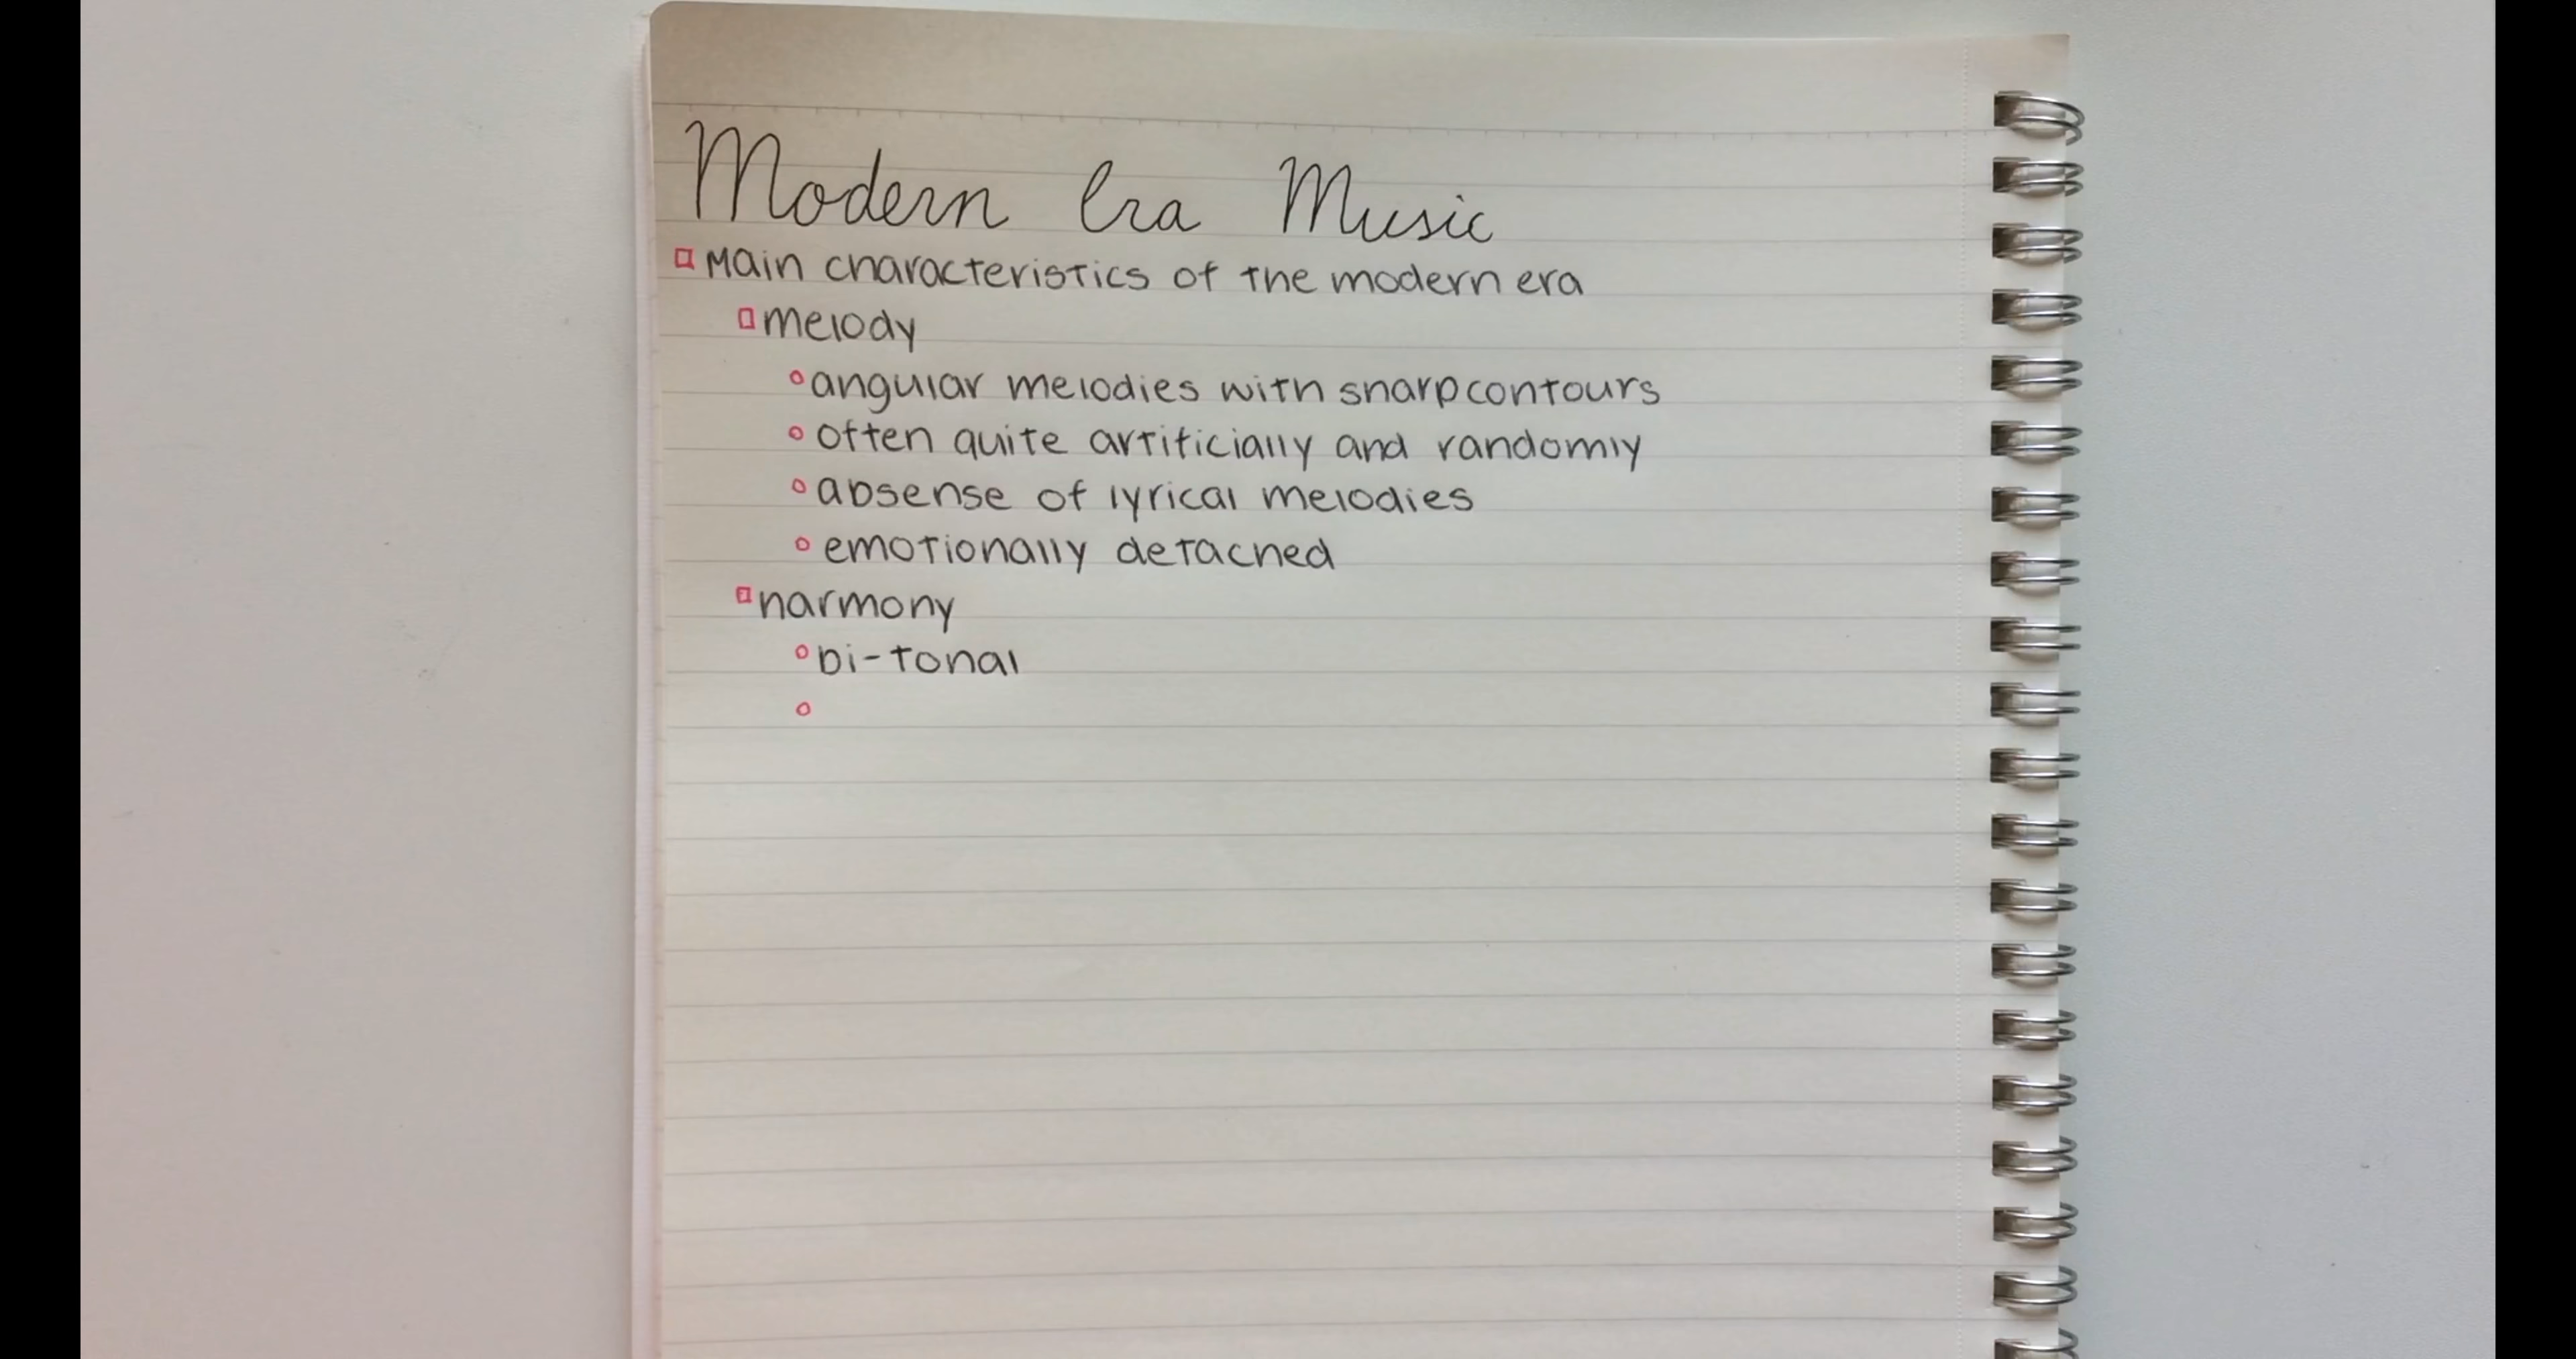 Modern Era Music
Main characteristics of the modern era
melody
angular melodies with sharp contours
often quite artificially and randomly
absense of lyrical melodies
emotionally detached
harmony
bi-tonal